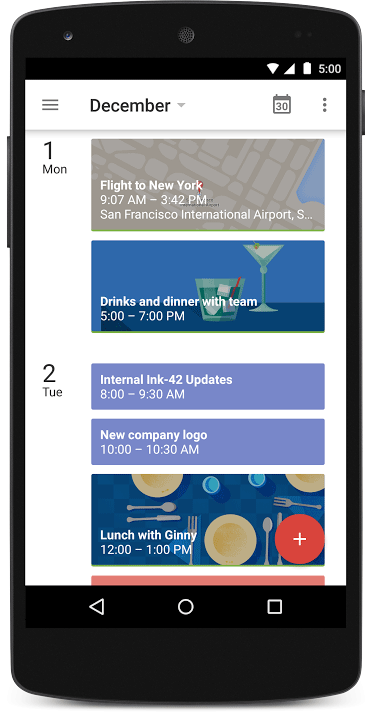 5:00
December
30
1
Mon
Flight to New York
9:07 AM – 3:42 PM
San Francisco International Airport, S...
Drinks and dinner with team
5:00 – 7:00 PM
2
Tue
Internal Ink-42 Updates
8:00 – 9:30 AM
New company logo
10:00 – 10:30 AM
Lunch with Ginny
12:00 – 1:00 PM